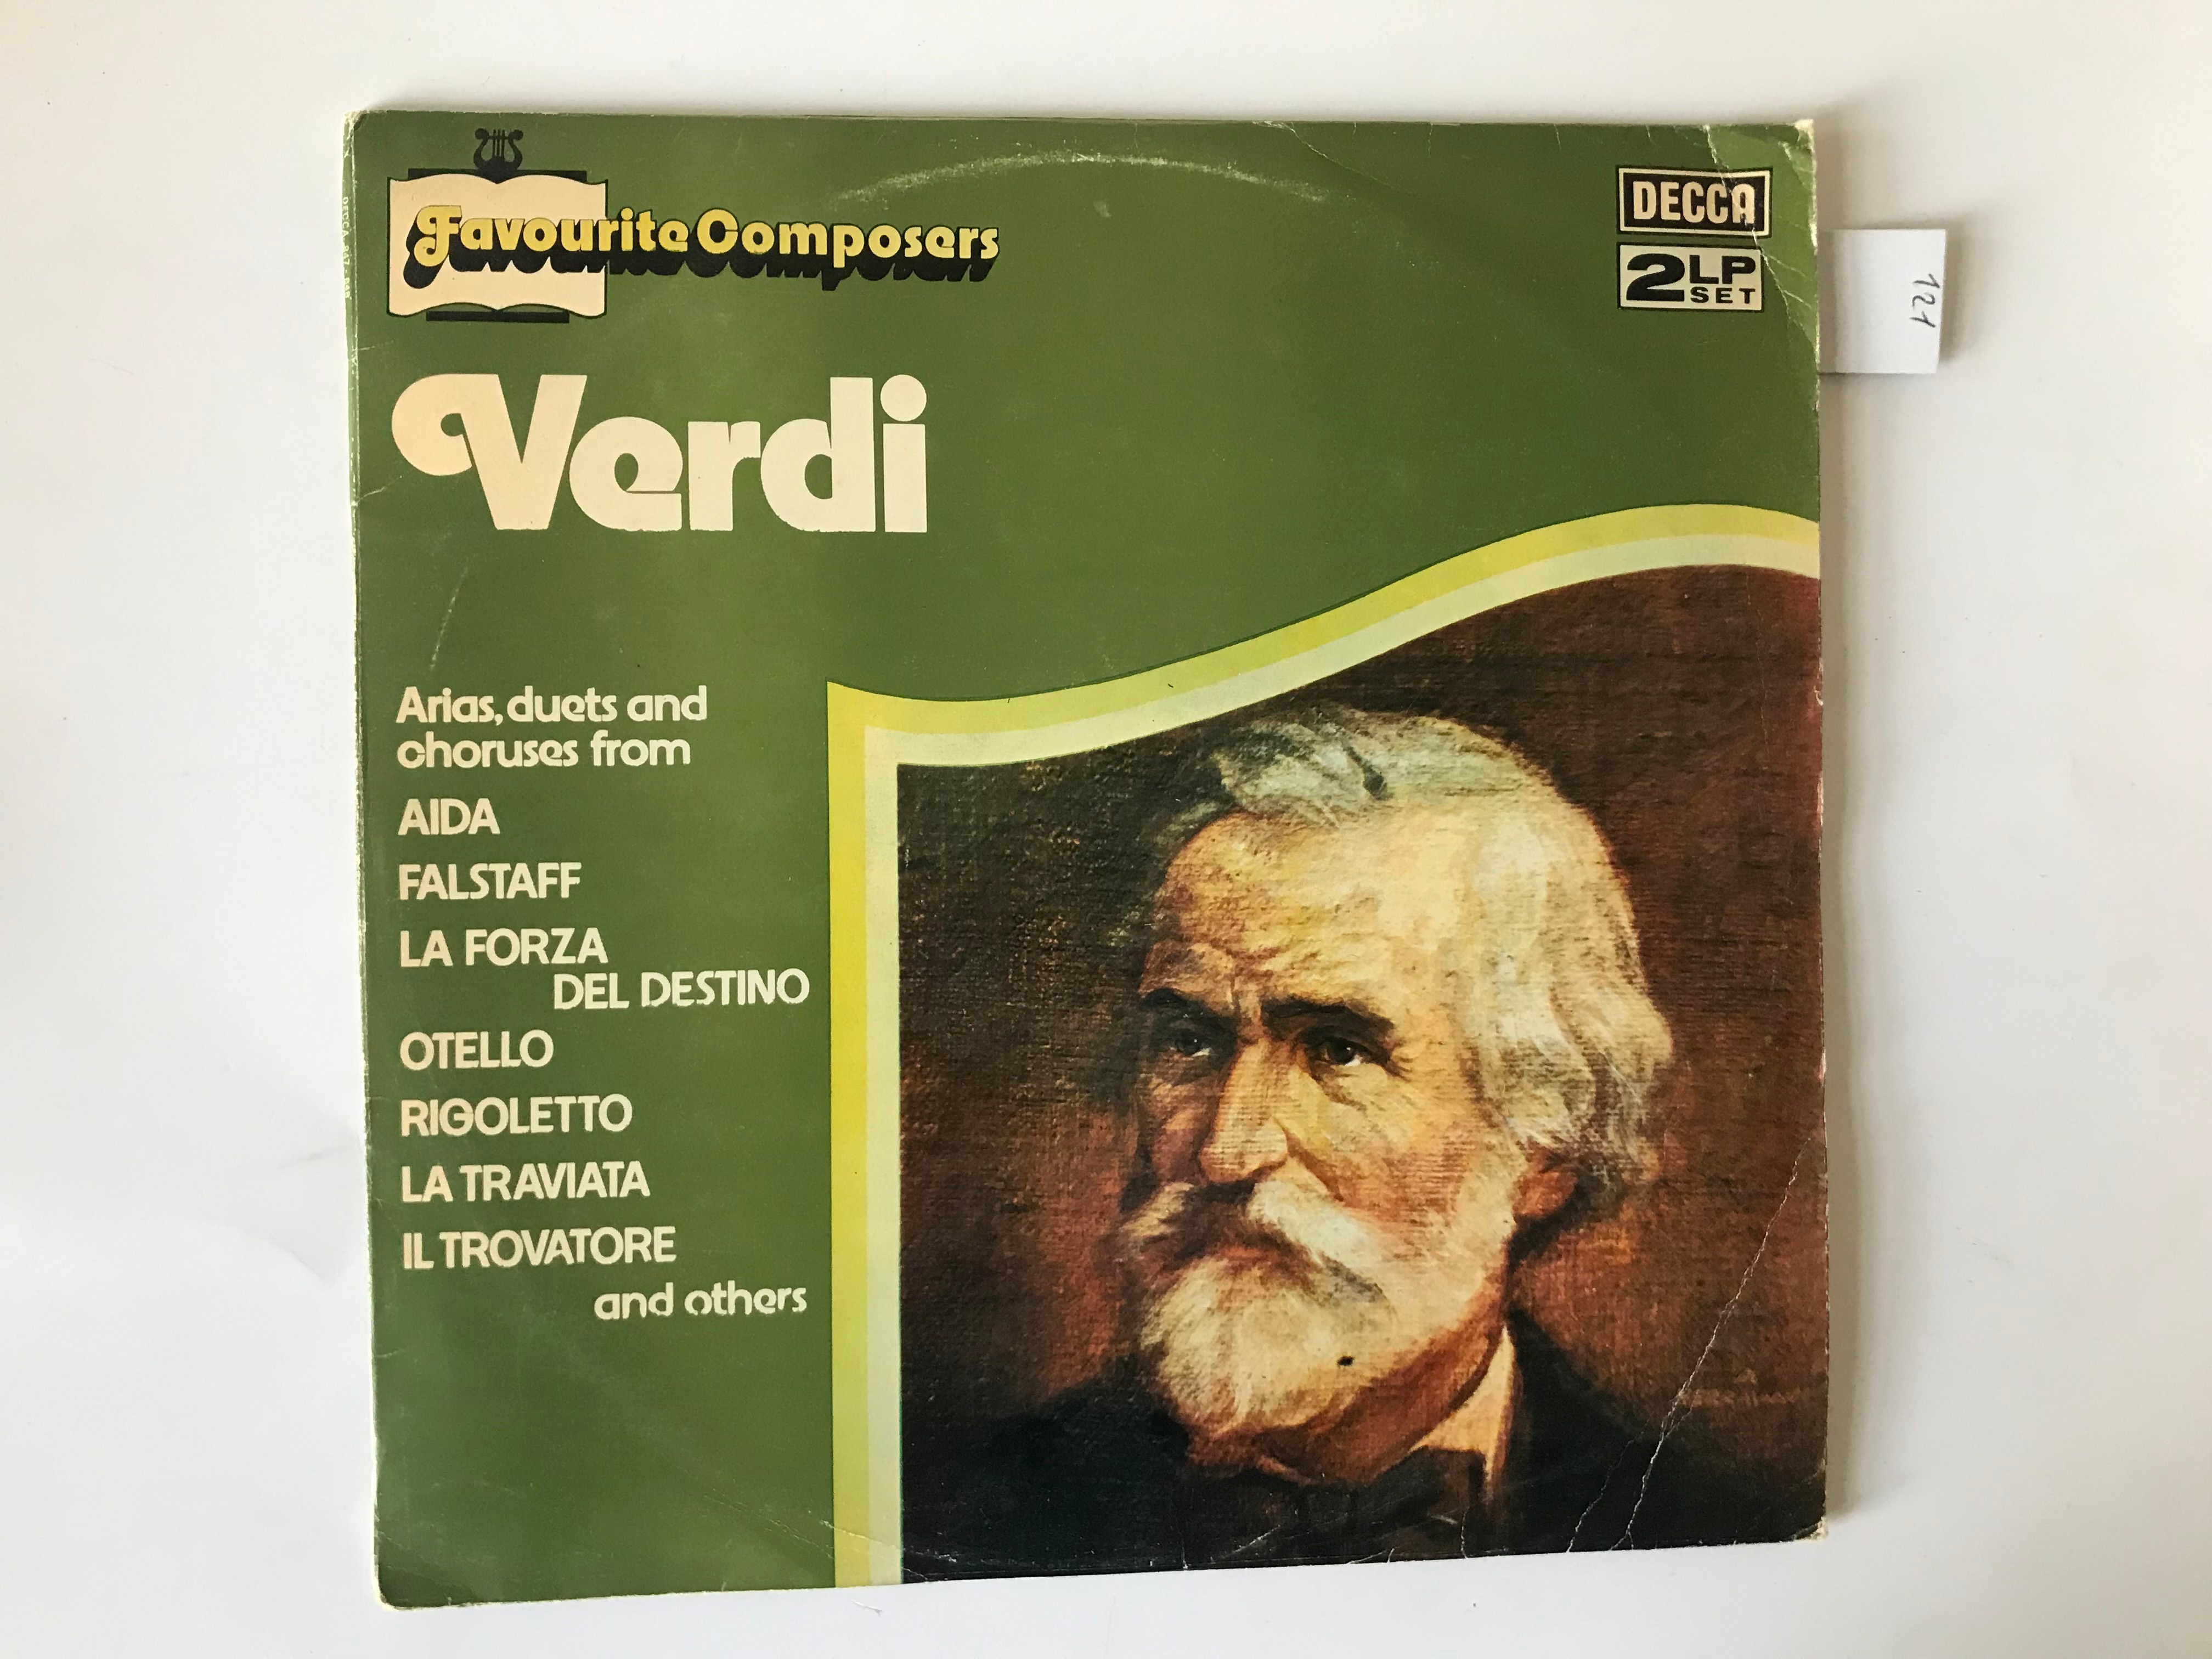 Favourite Composers
DECCA
2 LP
SET
121
Verdi
Arias, duets and
choruses from
AIDA
FALSTAFF
LA FORZA
DEL DESTINO
OTELLO
RIGOLETTO
LA TRAVIATA
IL TROVATORE
and others